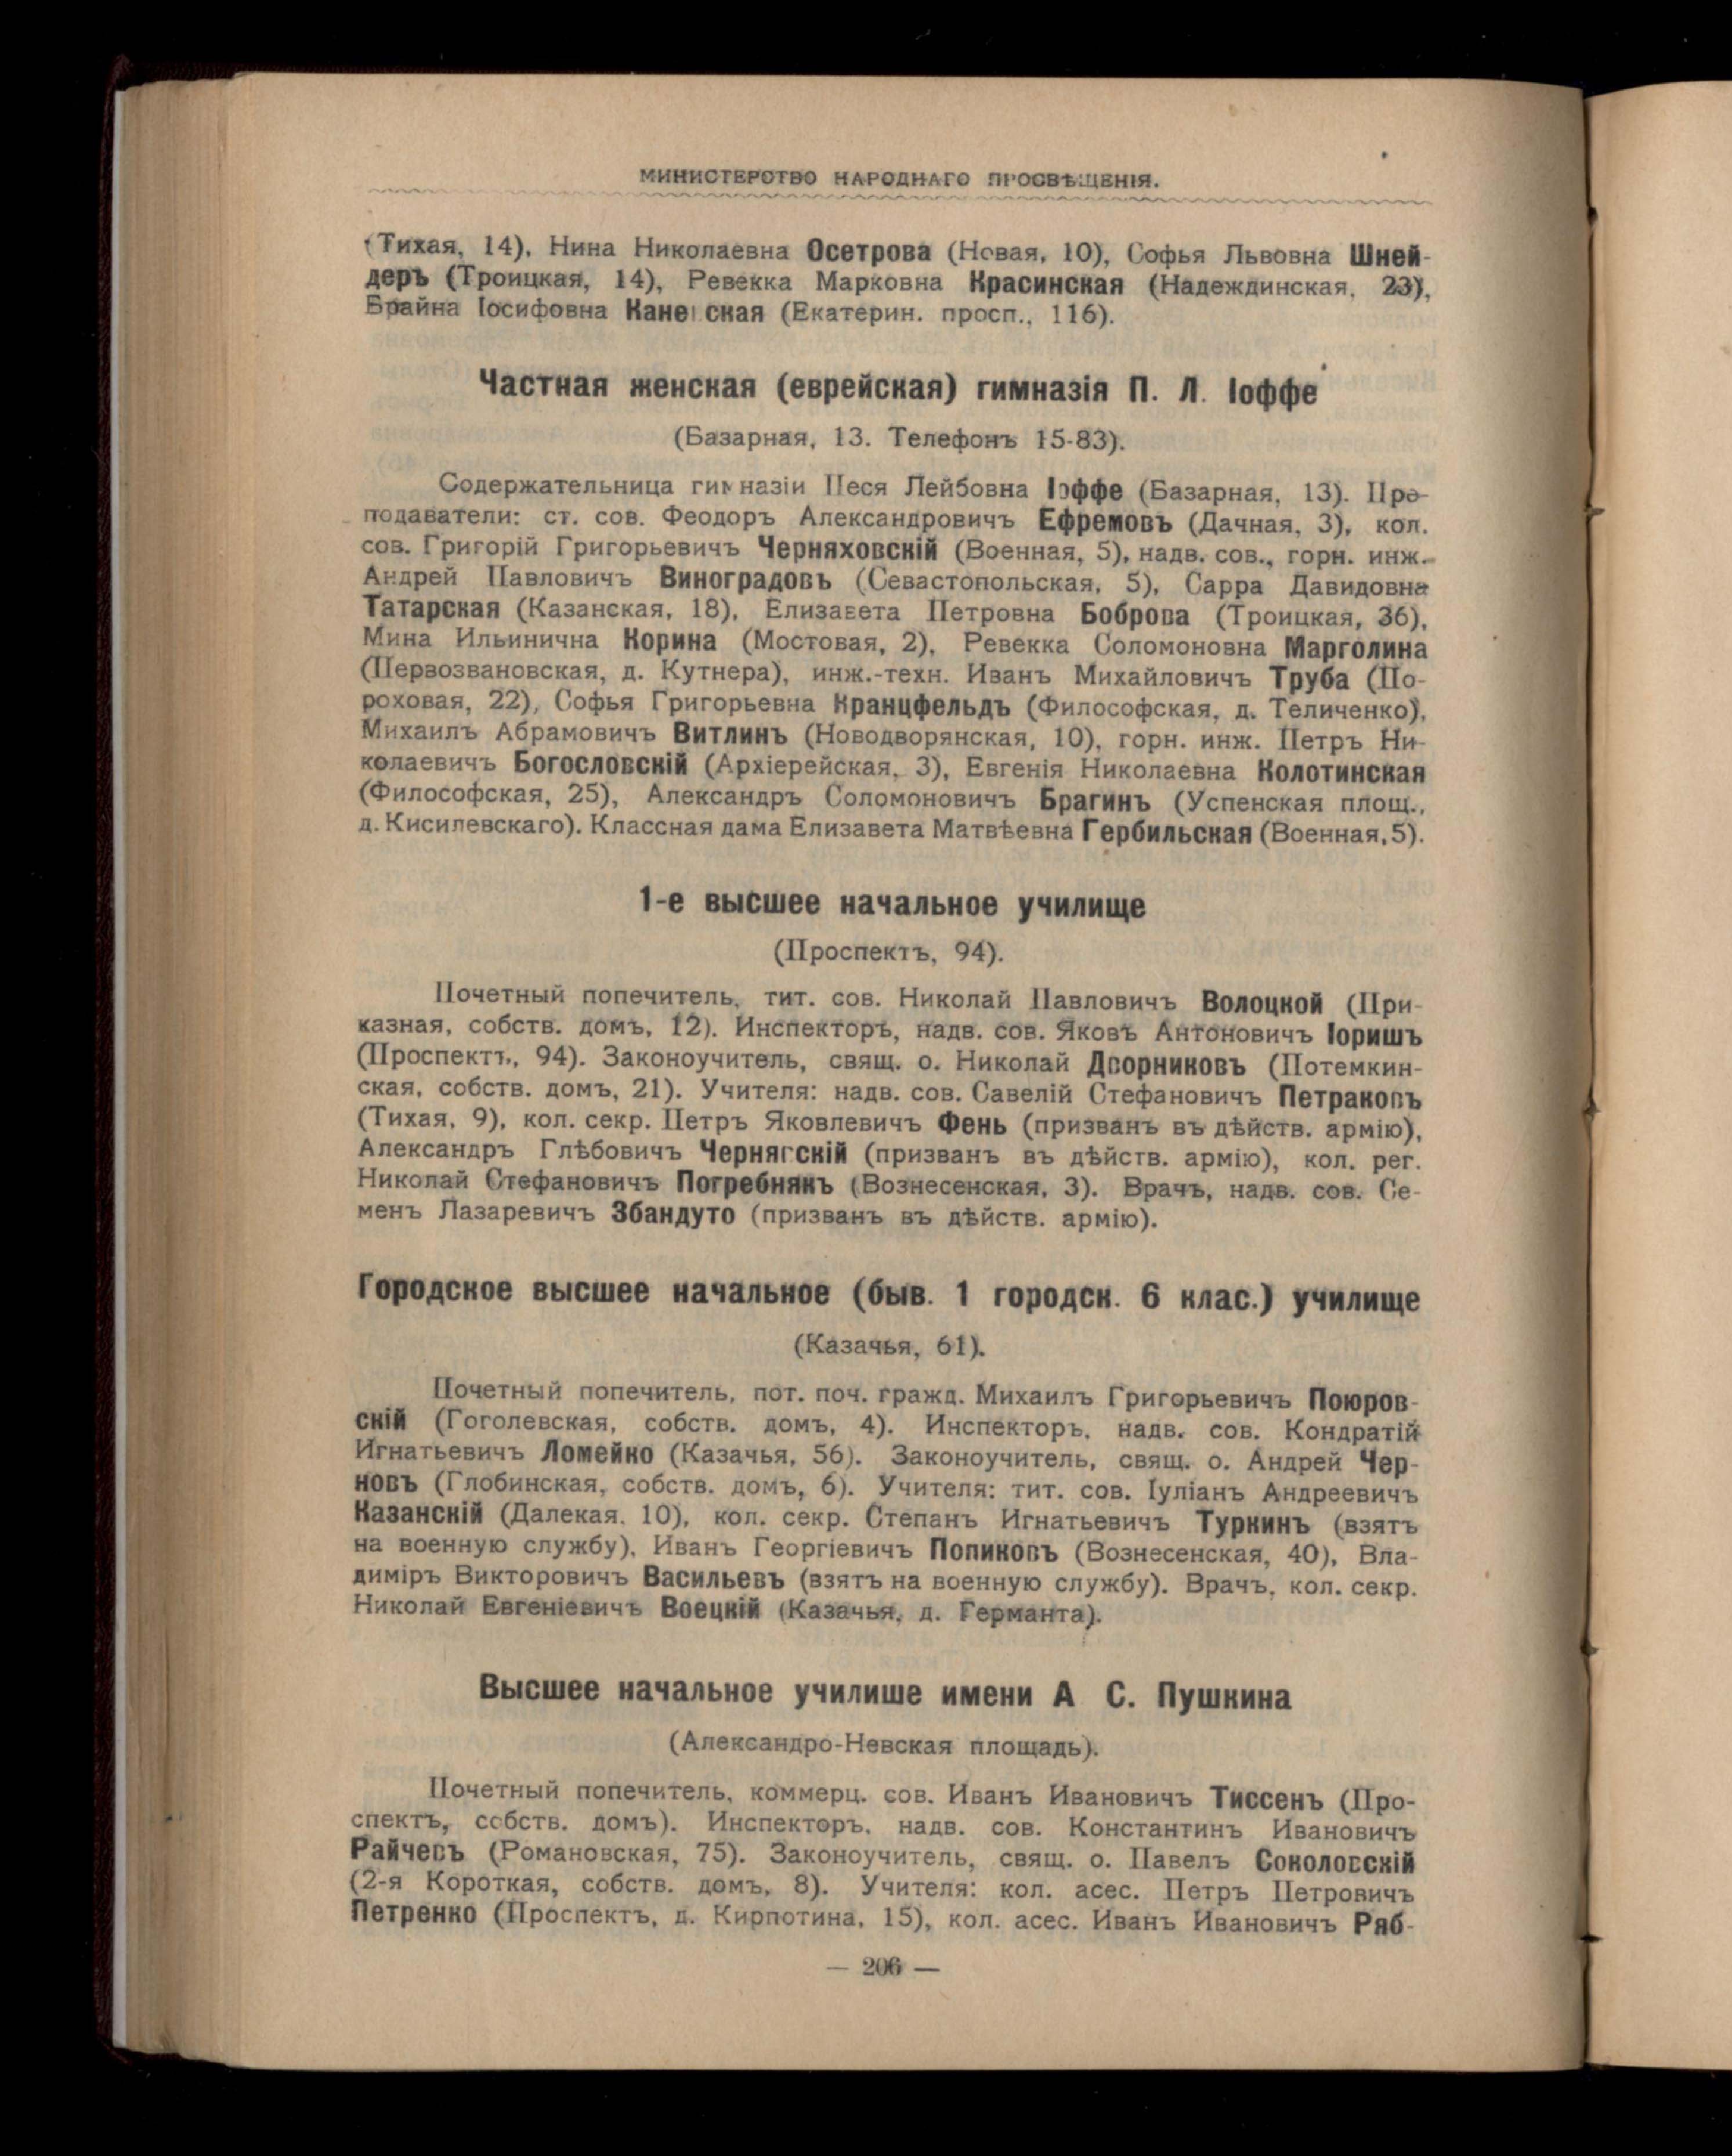 МИНИСТЕРСТВО НАРОДНАГО ПРОСВѢЩЕНІЯ.
(Тихая, 14), Нина Николаевна Осетрова (Новая, 10), Софья Львовна Шней-
деръ (Троицкая, 14), Ревекка Марковна Красинская (Надеждинская, 23),
Брайна Іосифовна Каневская (Екатерин. просп., 116).
Частная женская (еврейская) гимназія П. Л. Іоффе
(Базарная, 13. Телефонъ 15-83).
Содержательница гимназіи Песя Лейбовна Іоффе (Базарная, 13). Пре-
подаватели: ст. сов. Феодоръ Александровичъ Ефремовъ (Дачная, 3), кол.
сов. Григорій Григорьевичъ Черняховскій (Военная, 5), надв. сов., горн. инж.
Андрей Павловичъ Виноградовъ (Севастопольская, 5), Сарра Давидовна
Татарская (Казанская, 18), Елизавета Петровна Боброва (Троицкая, 36),
Мина Ильинична Корина (Мостовая, 2), Ревекка Соломоновна Марголина
(Первозвановская, д. Кутнера), инж.-техн. Иванъ Михайловичъ Труба (По-
роховая, 22), Софья Григорьевна Кранцфельдъ (Философская, д. Теличенко),
Михаилъ Абрамовичъ Витлинъ (Новодворянская, 10), горн. инж. Петръ Ни-
колаевичъ Богословскій (Архіерейская, 3), Евгенія Николаевна Колотинская
(Философская, 25), Александръ Соломоновичъ Брагинъ (Успенская площ.,
д. Кисилевскаго). Классная дама Елизавета Матвѣевна Гербильская (Военная, 5).
1-е высшее начальное училище
(Проспектъ, 94).
Почетный попечитель, тит. сов. Николай Павловичъ Волоцкой (При-
казная, собств. домъ, 12). Инспекторъ, надв. сов. Яковъ Антоновичъ Іоришъ
(Проспектъ, 94). Законоучитель, свящ. о. Николай Дворниковъ (Потемкин-
ская, собств. домъ, 21). Учителя: надв. сов. Савелій Стефановичъ Петраковъ
(Тихая, 9), кол. секр. Петръ Яковлевичъ Фень (призванъ въ дѣйств. армію),
Александръ Глѣбовичъ Чернявскій (призванъ въ дѣйств. армію), кол. рег.
Николай Стефановичъ Погребнякъ (Вознесенская, 3). Врачъ, надв. сов. Се-
менъ Лазаревичъ Збандуто (призванъ въ дѣйств. армію).
Городское высшее начальное (быв. 1 городск. 6 клас.) училище
(Казачья, 61).
Почетный попечитель, пот. поч. гражд. Михаилъ Григорьевичъ Поюров-
скій (Гоголевская, собств. домъ, 4). Инспекторъ, надв. сов. Кондратій
Игнатьевичъ Ломейко (Казачья, 56). Законоучитель, свящ. о. Андрей Чер-
новъ (Глобинская, собств. домъ, 6). Учителя: тит. сов. Іуліанъ Андреевичъ
Казанскій (Далекая, 10), кол. секр. Степанъ Игнатьевичъ Туркинъ (взятъ
на военную службу), Иванъ Георгіевичъ Попиковъ (Вознесенская, 40), Вла-
диміръ Викторовичъ Васильевъ (взятъ на военную службу). Врачъ, кол. секр.
Николай Евгеніевичъ Воецкій (Казачья, д. Германта).
Высшее начальное училише имени А С. Пушкина
(Александро-Невская площадь).
Почетный попечитель, коммерц. сов. Иванъ Ивановичъ Тиссенъ (Про-
спектъ, собств. домъ). Инспекторъ, надв. сов. Константинъ Ивановичъ
Райчевъ (Романовская, 75). Законоучитель, свящ. о. Павелъ Соколовскій
(2-я Короткая, собств. домъ, 8). Учителя: кол. асес. Петръ Петровичъ
Петренко (Проспектъ, д. Кирпотина, 15), кол. асес. Иванъ Ивановичъ Ряб-
— 206 —